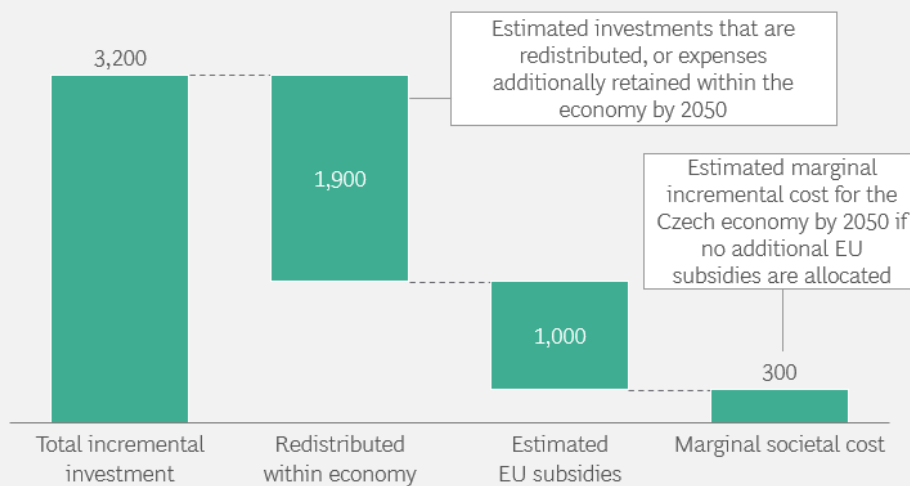 3,200
Estimated investments that are
redistributed, or expenses
additionally retained within the
economy by 2050
1,900
Estimated marginal
incremental cost for the
Czech economy by 2050 if
no additional EU
subsidies are allocated
1,000
300
Total incremental
investment
Redistributed
within economy
Estimated
EU subsidies
Marginal societal cost